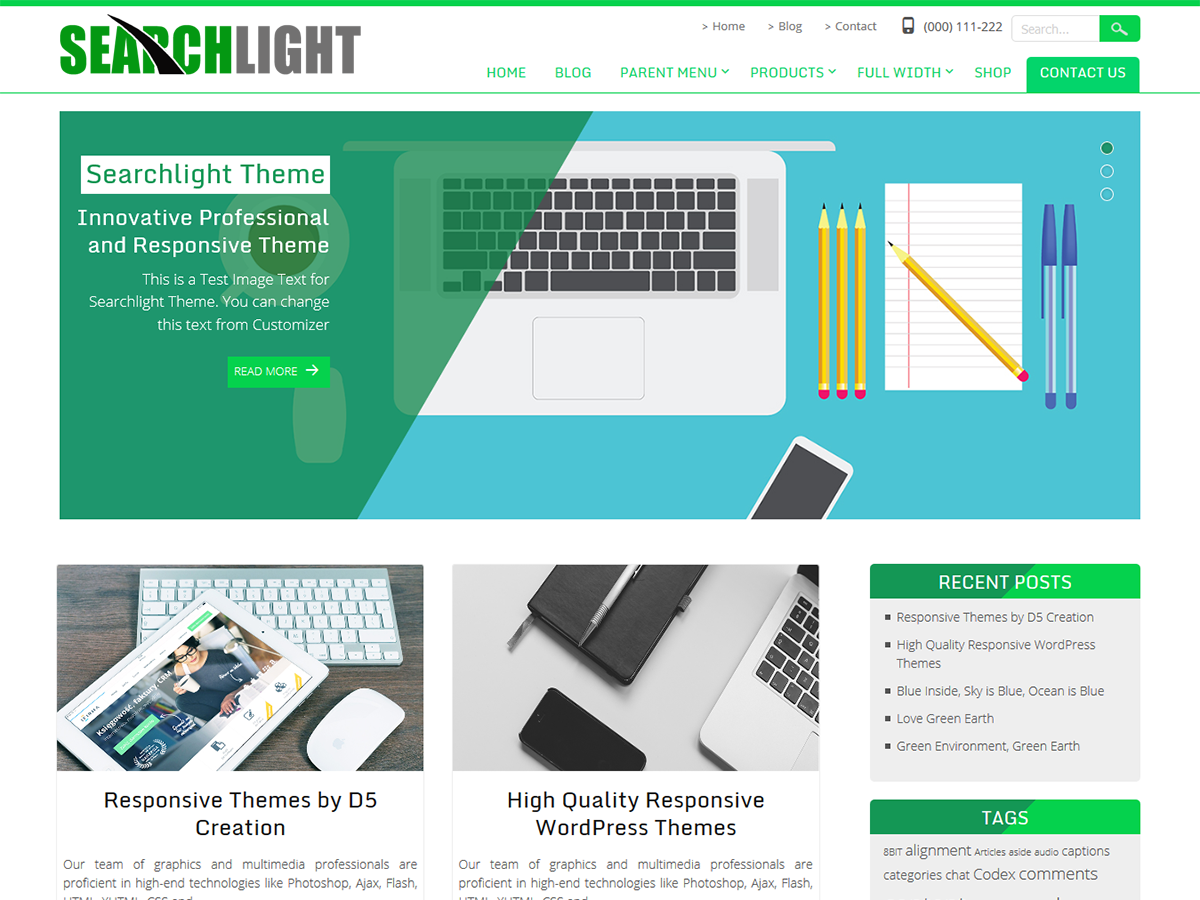 SEARCHLIGHT
> Home > Blog > Contact (000) 111-222 Search...
HOME BLOG PARENT MENU PRODUCTS FULL WIDTH SHOP CONTACT US
Searchlight Theme
Innovative Professional
and Responsive Theme
This is a Test Image Text for
Searchlight Theme. You can change
this text from Customizer
READ MORE
Księgowość, faktury, CRM
Responsive Themes by D5
Creation
Our team of graphics and multimedia professionals are
proficient in high-end technologies like Photoshop, Ajax, Flash,
High Quality Responsive
WordPress Themes
Our team of graphics and multimedia professionals are
proficient in high-end technologies like Photoshop, Ajax, Flash,
RECENT POSTS
Responsive Themes by D5 Creation
High Quality Responsive WordPress
Themes
Blue Inside, Sky is Blue, Ocean is Blue
Love Green Earth
Green Environment, Green Earth
TAGS
8BIT alignment Articles aside audio captions
categories chat Codex comments